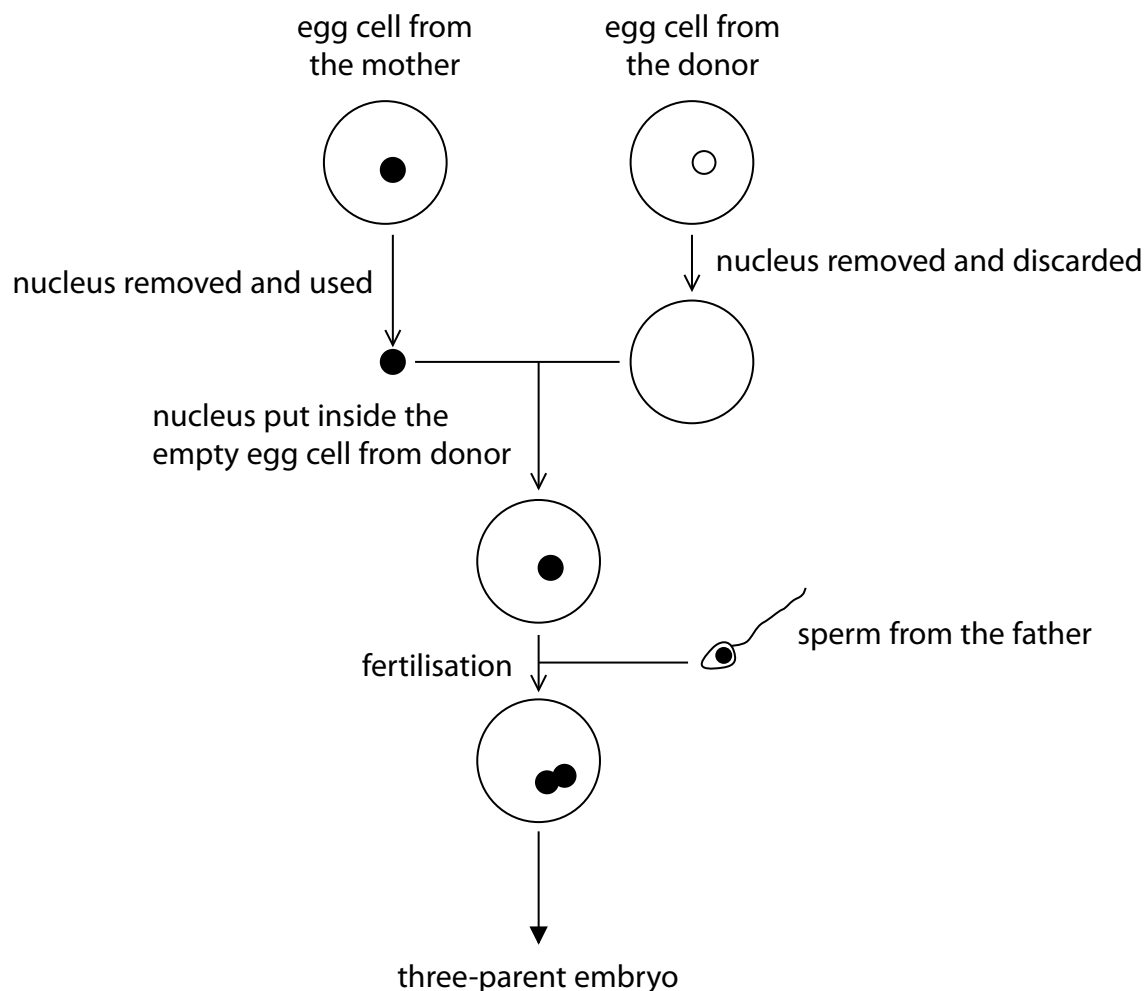 egg cell from
the mother
egg cell from
the donor
nucleus removed and used
nucleus removed and discarded
nucleus put inside the
empty egg cell from donor
sperm from the father
fertilisation
three-parent embryo